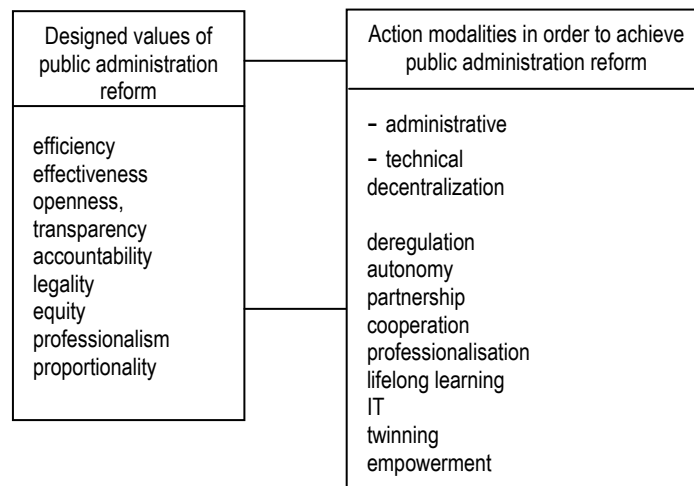 Designed values of
public administration
reform
efficiency
effectiveness
openness,
transparency
accountability
legality
equity
professionalism
proportionality
Action modalities in order to achieve
public administration reform
- administrative
- technical
decentralization
deregulation
autonomy
partnership
cooperation
professionalisation
lifelong learning
IT
twinning
empowerment